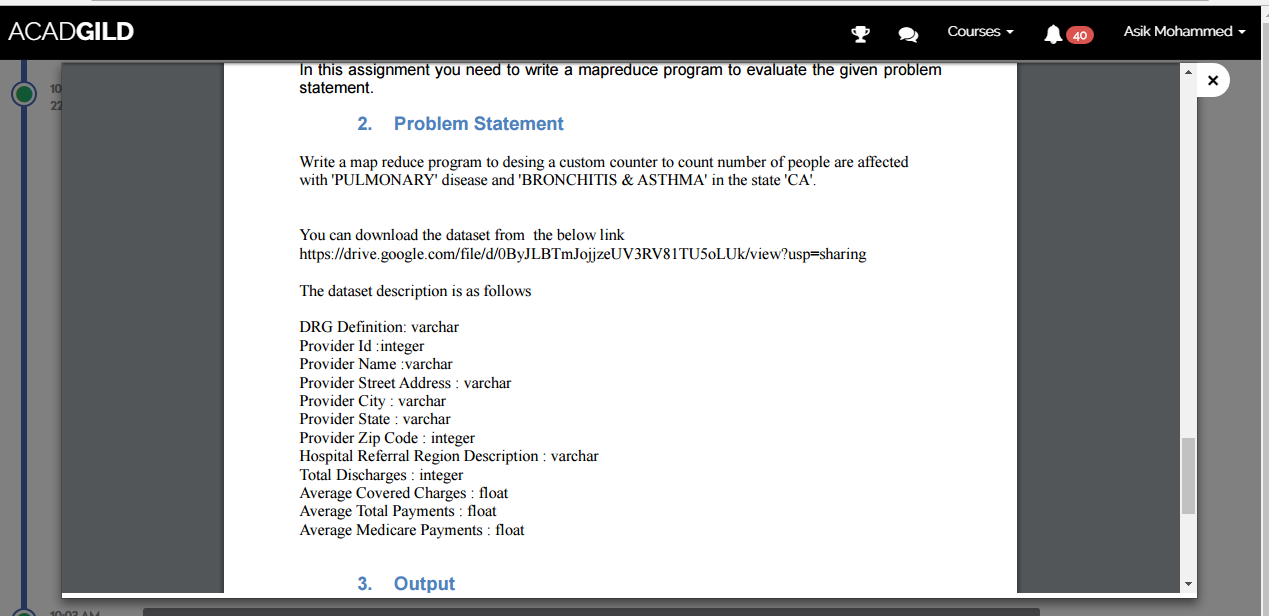 ACADGILD
Courses
40
Asik Mohammed
10
22
In this assignment you need to write a mapreduce program to evaluate the given problem
statement.
2. Problem Statement
Write a map reduce program to desing a custom counter to count number of people are affected
with 'PULMONARY' disease and 'BRONCHITIS & ASTHMA' in the state 'CA'.
You can download the dataset from  the below link
https://drive.google.com/file/d/0ByJLBTmJojjzeUV3RV81TU5oLUk/view?usp=sharing
The dataset description is as follows
DRG Definition: varchar
Provider Id :integer
Provider Name :varchar
Provider Street Address : varchar
Provider City : varchar
Provider State : varchar
Provider Zip Code : integer
Hospital Referral Region Description : varchar
Total Discharges : integer
Average Covered Charges : float
Average Total Payments : float
Average Medicare Payments : float
3. Output
10:03 AM